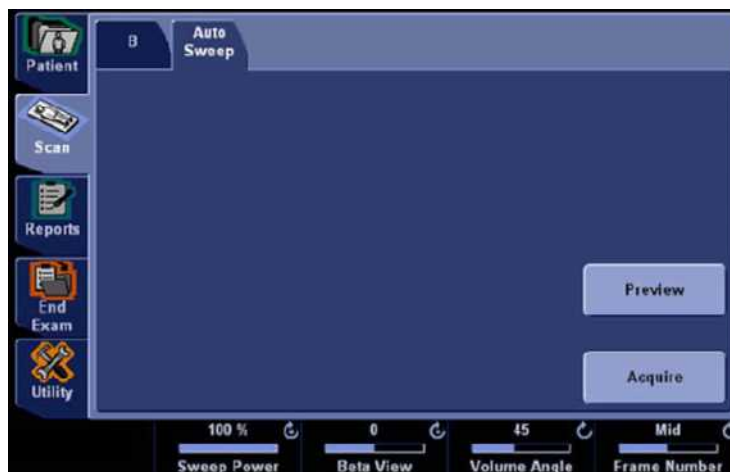 Patient
B
Auto
Sweep
Scan
Reports
End
Exam
Utility
Preview
Acquire
100 % 0 45 Mid
Sweep Power Beta View Volume Angle Frame Number